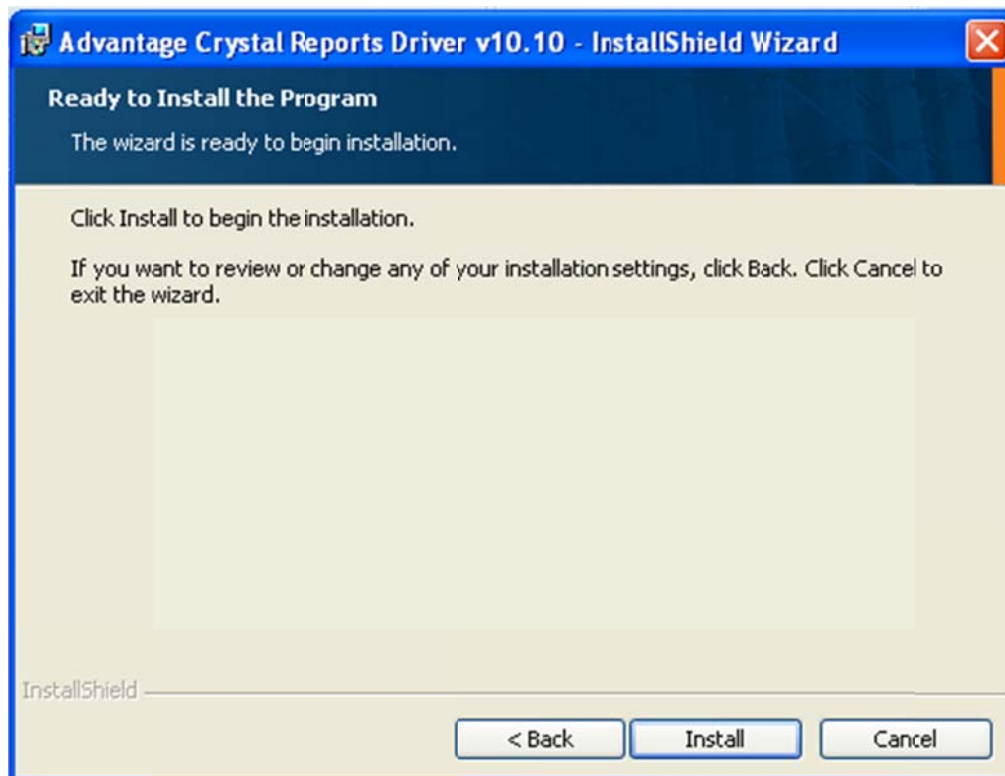 Advantage Crystal Reports Driver v10.10 - InstallShield Wizard
Ready to Install the Program
The wizard is ready to begin installation.
Click Install to begin the installation.
If you want to review or change any of your installation settings, click Back. Click Cancel to
exit the wizard.
InstallShield
< Back Install Cancel